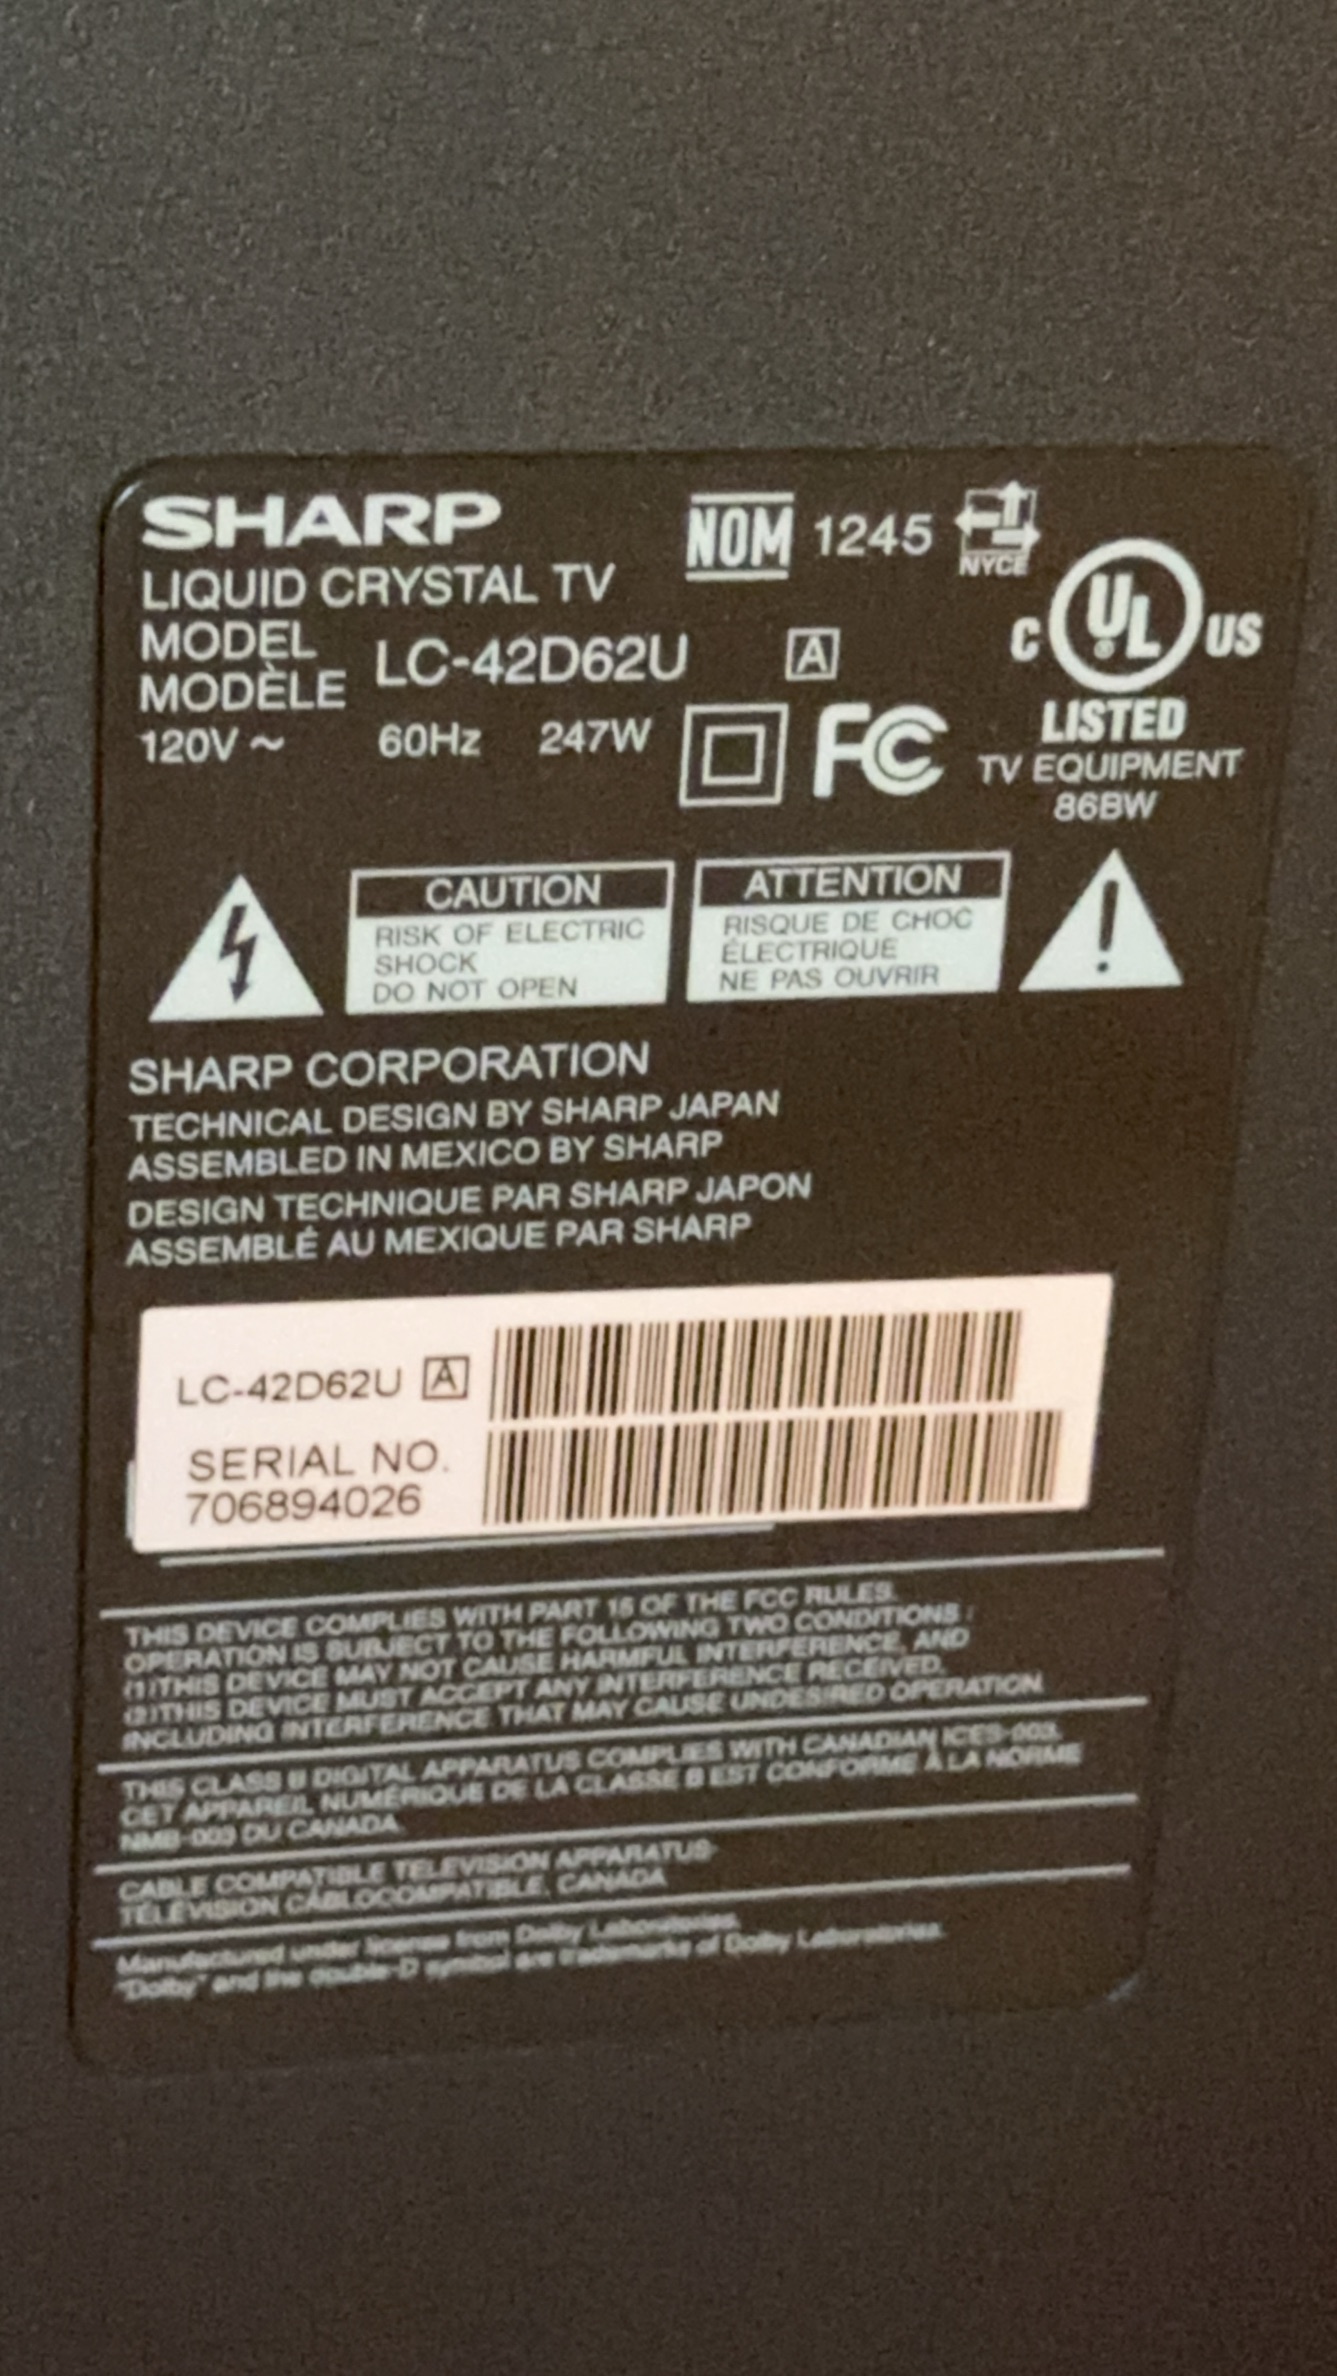 SHARP
NOM 1245 NYCE
LIQUID CRYSTAL TV
MODEL
MODÈLE LC-42D62U A
C UL US
LISTED
TV EQUIPMENT
86BW
120V ~ 60Hz 247W FC
CAUTION
RISK OF ELECTRIC
SHOCK
DO NOT OPEN
ATTENTION
RISQUE DE CHOC
ÉLECTRIQUE
NE PAS OUVRIR
SHARP CORPORATION
TECHNICAL DESIGN BY SHARP JAPAN
ASSEMBLED IN MEXICO BY SHARP
DESIGN TECHNIQUE PAR SHARP JAPON
ASSEMBLÉ AU MEXIQUE PAR SHARP
LC-42D62U A
SERIAL NO.
706894026
THIS DEVICE COMPLIES WITH PART 15 OF THE FCC RULES.
OPERATION IS SUBJECT TO THE FOLLOWING TWO CONDITIONS :
(1)THIS DEVICE MAY NOT CAUSE HARMFUL INTERFERENCE, AND
(2)THIS DEVICE MUST ACCEPT ANY INTERFERENCE RECEIVED,
INCLUDING INTERFERENCE THAT MAY CAUSE UNDESIRED OPERATION.
THIS CLASS B DIGITAL APPARATUS COMPLIES WITH CANADIAN ICES-003.
CET APPAREIL NUMÉRIQUE DE LA CLASSE B EST CONFORME À LA NORME
NMB-003 DU CANADA.
CABLE COMPATIBLE TELEVISION APPARATUS-
TÉLÉVISION CÂBLOCOMPATIBLE, CANADA
Manufactured under license from Dolby Laboratories.
"Dolby" and the double-D symbol are trademarks of Dolby Laboratories.